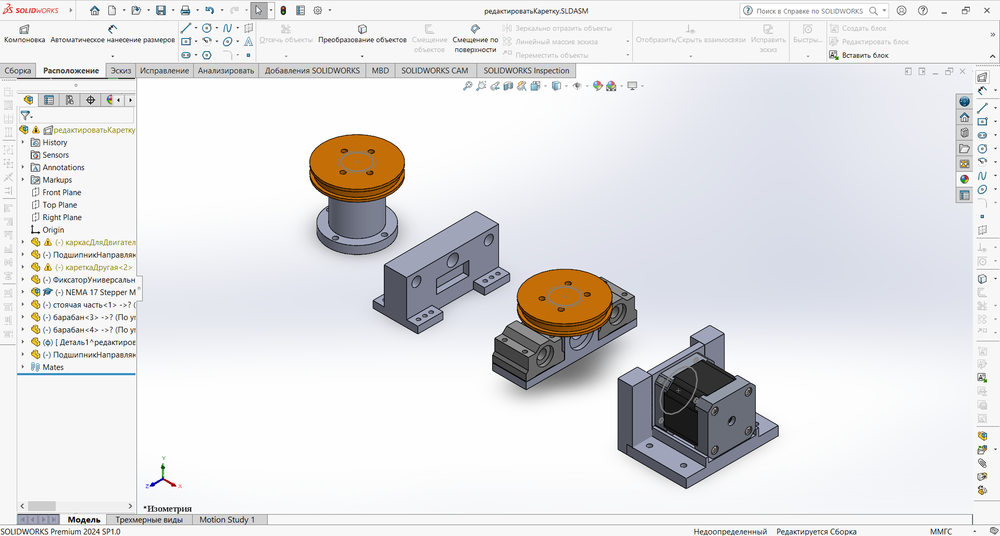 SOLIDWORKS
редактироватьКаретку.SLDASM
Поиск в Справке по SOLIDWORKS
Компоновка
Автоматическое нанесение размеров
Отсечь объекты
Преобразование объектов
Смещение объектов
Смещение по поверхности
Зеркально отразить объекты
Линейный массив эскиза
Переместить объекты
Отобразить/Скрыть взаимосвязи
Исправить эскиз
Быстры...
Создать блок
Редактировать блок
Вставить блок
Сборка
Расположение
Эскиз
Исправление
Анализировать
Добавления SOLIDWORKS
MBD
SOLIDWORKS CAM
SOLIDWORKS Inspection
редактироватьКаретку
History
Sensors
Annotations
Markups
Front Plane
Top Plane
Right Plane
Origin
(-) каркасДляДвигател
(-) ПодшипникНаправляю
(-) кареткаДругая<2>
(-) ФиксаторУниверсальн
(-) NEMA 17 Stepper M
(-) стоячая часть<1> ->? (
(-) барабан<3> ->? (По ум
(-) барабан<4> ->? (По ум
(ф) [ Деталь1^редактиров
(-) ПодшипникНаправляю
Mates
Y
Z
X
*Изометрия
Модель
Трехмерные виды
Motion Study 1
SOLIDWORKS Premium 2024 SP1.0
Недоопределенный
Редактируется Сборка
ММГС